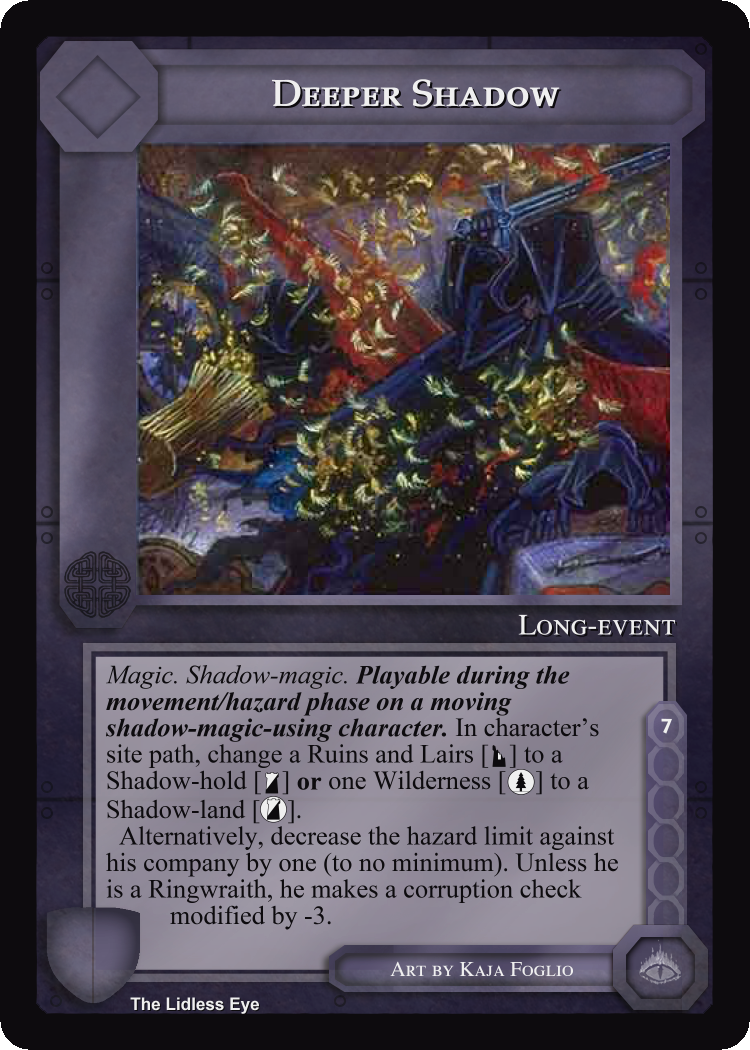 Deeper Shadow
Long-event
Magic. Shadow-magic. Playable during the
movement/hazard phase on a moving
shadow-magic-using character. In character's
site path, change a Ruins and Lairs [] to a
Shadow-hold [] or one Wilderness [] to a
Shadow-land [].
Alternatively, decrease the hazard limit against
his company by one (to no minimum). Unless he
is a Ringwraith, he makes a corruption check
modified by -3.
7
Art by Kaja Foglio
The Lidless Eye